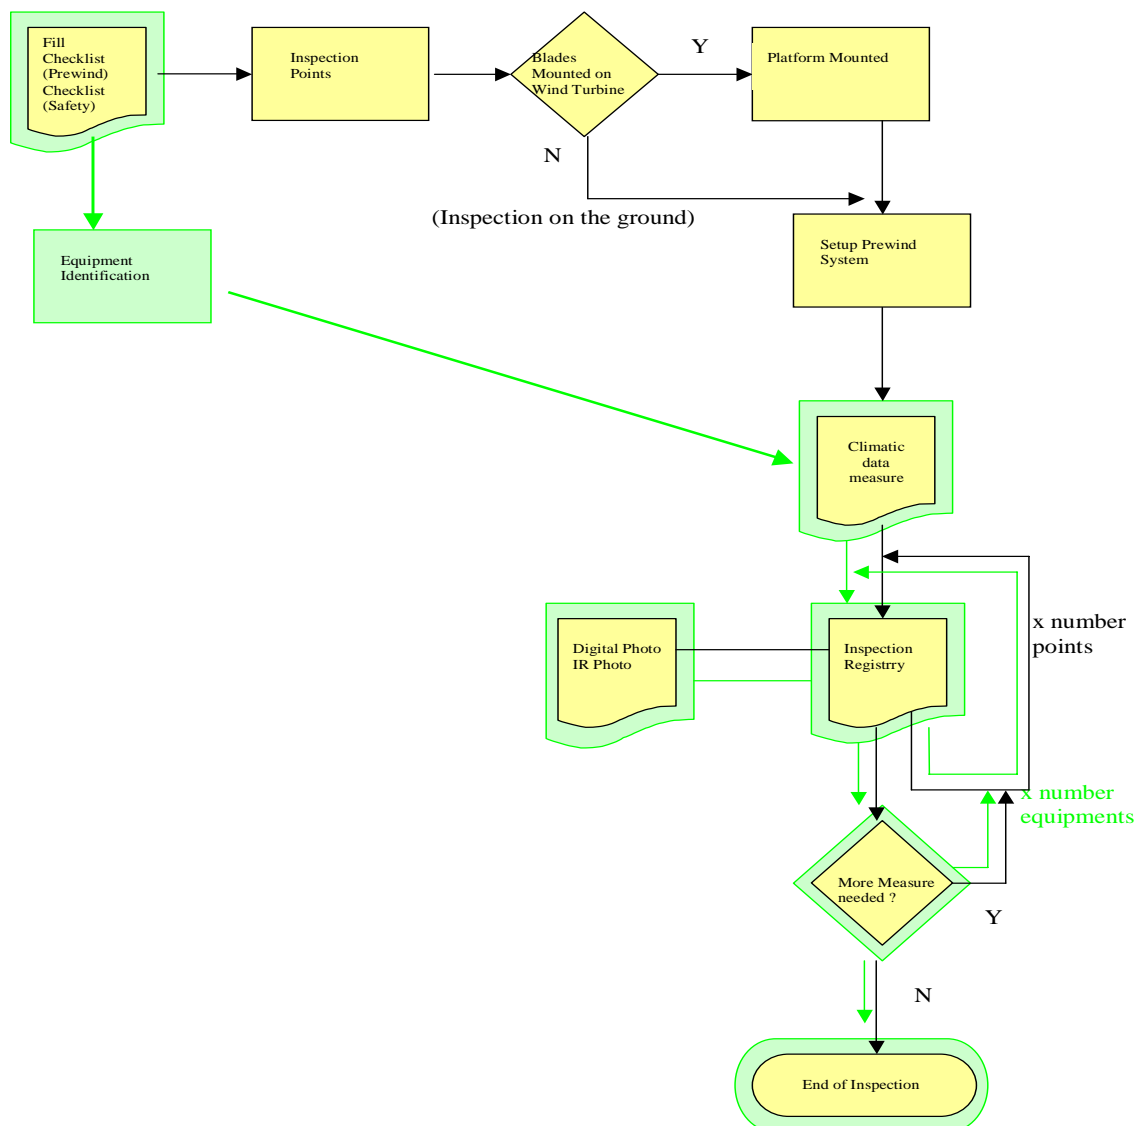 Fill
Checklist
(Prewind)
Checklist
(Safety)
Inspection
Points
Blades
Mounted on
Wind Turbine
Y
Platform Mounted
N
(Inspection on the ground)
Equipment
Identification
Setup Prewind
System
Climatic
data
measure
x number
points
Digital Photo
IR Photo
Inspection
Registrry
x number
equipments
More Measure
needed ?
Y
N
End of Inspection